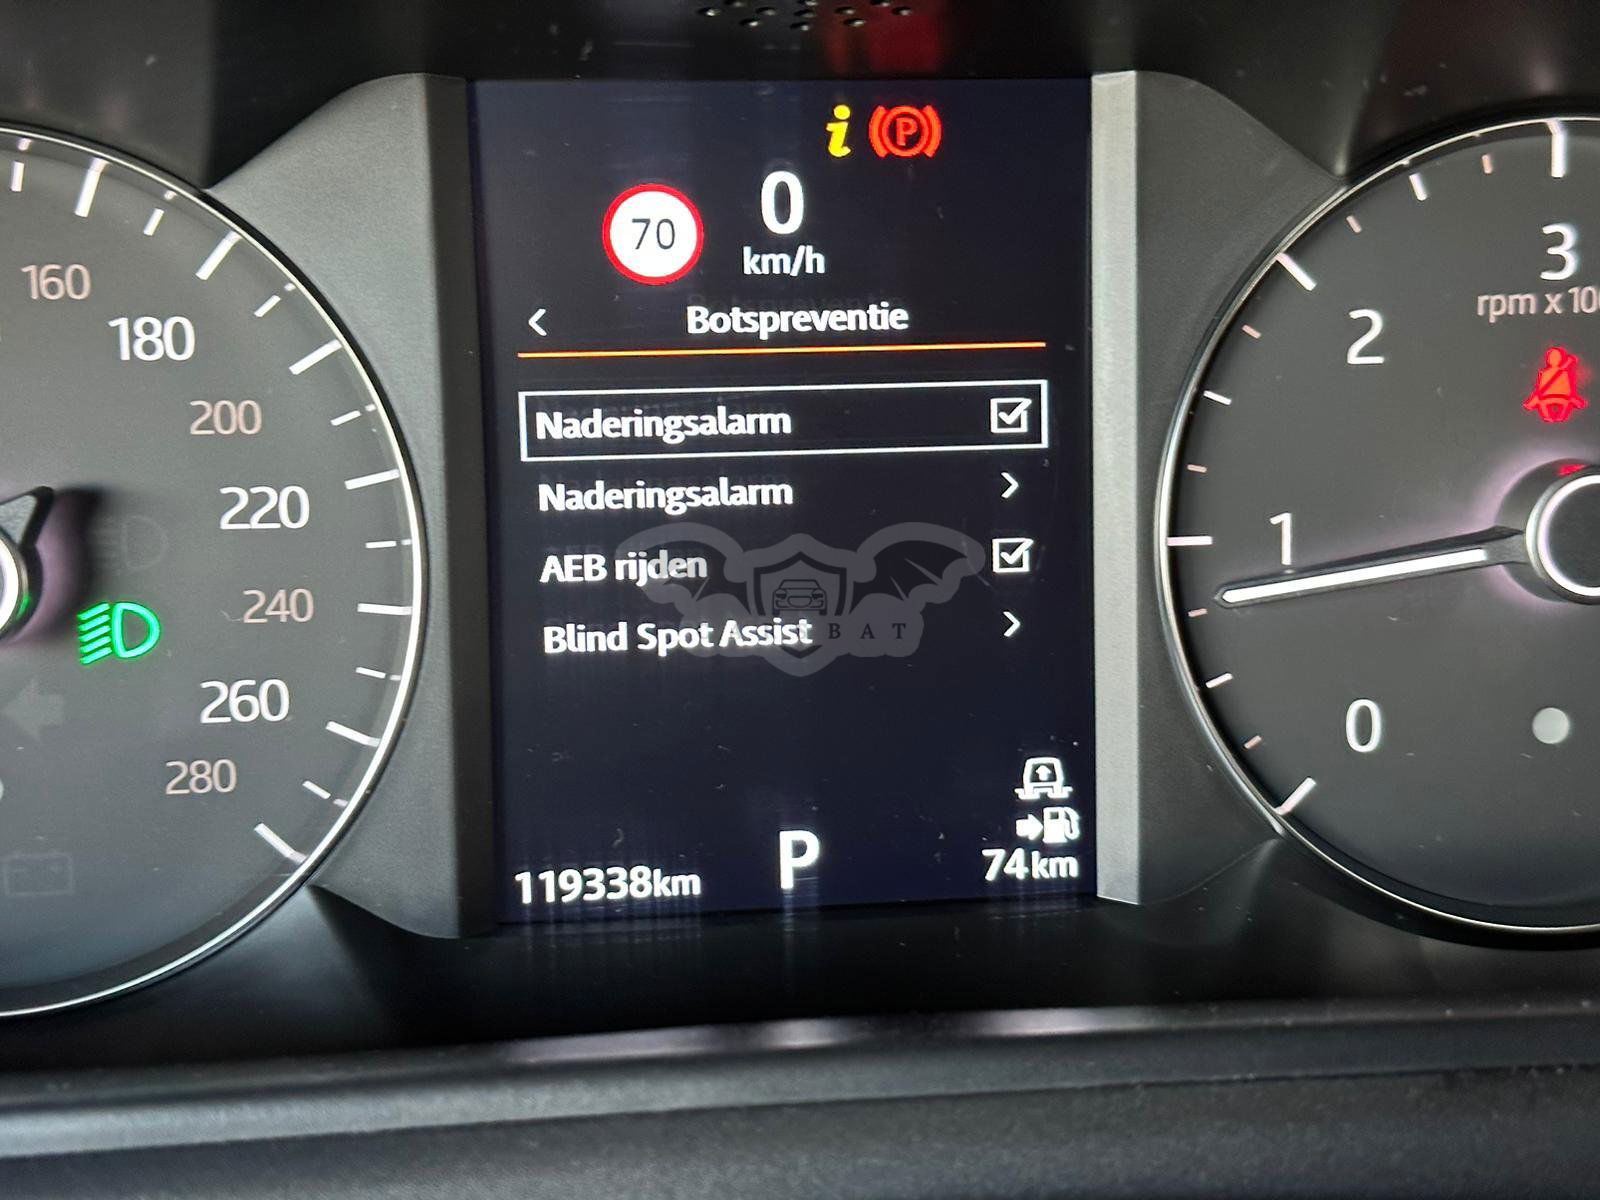 P
70
0
km/h
Botspreventie
Naderingsalarm
Naderingsalarm
AEB rijden
Blind Spot Assist
BAT
P
119338km
74km
160
180
200
220
240
260
280
3
rpm x 10
2
1
0